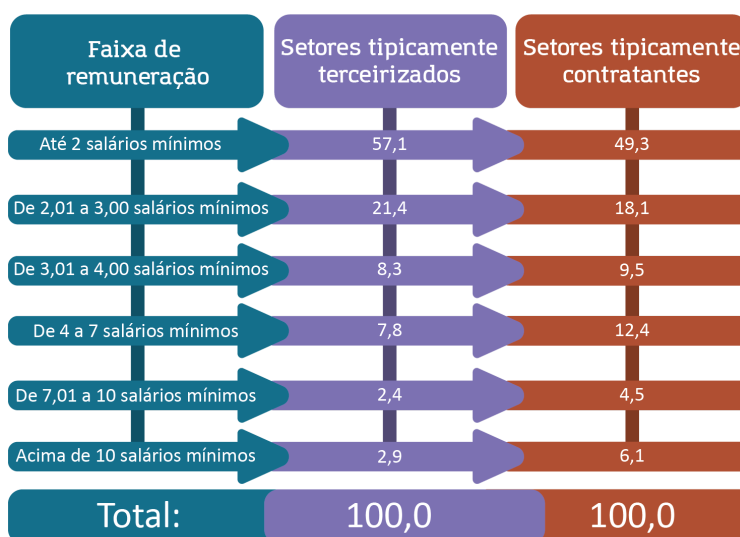 Faixa de
remuneração
Setores tipicamente
terceirizados
Setores tipicamente
contratantes
Até 2 salários mínimos 57,1 49,3
De 2,01 a 3,00 salários mínimos 21,4 18,1
De 3,01 a 4,00 salários mínimos 8,3 9,5
De 4 a 7 salários mínimos 7,8 12,4
De 7,01 a 10 salários mínimos 2,4 4,5
Acima de 10 salários mínimos 2,9 6,1
Total: 100,0 100,0